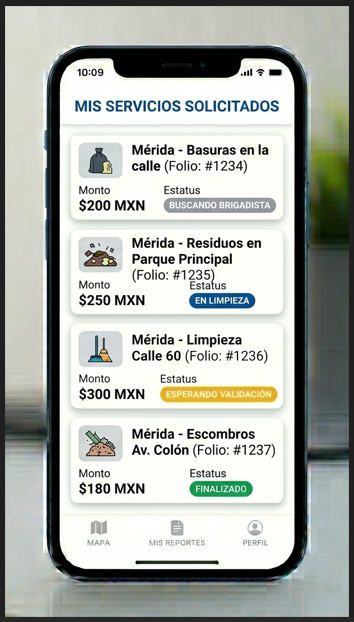 10:09
MIS SERVICIOS SOLICITADOS
Mérida - Basuras en la
calle (Folio: #1234)
Monto
Estatus
$200 MXN
BUSCANDO BRIGADISTA
Mérida - Residuos en
Parque Principal
(Folio: #1235)
Monto
Estatus
$250 MXN
EN LIMPIEZA
Mérida - Limpieza
Calle 60 (Folio: #1236)
Monto
Estatus
$300 MXN
ESPERANDO VALIDACIÓN
Mérida - Escombros
Av. Colón (Folio: #1237)
Monto
Estatus
$180 MXN
FINALIZADO
MAPA
MIS REPORTES
PERFIL